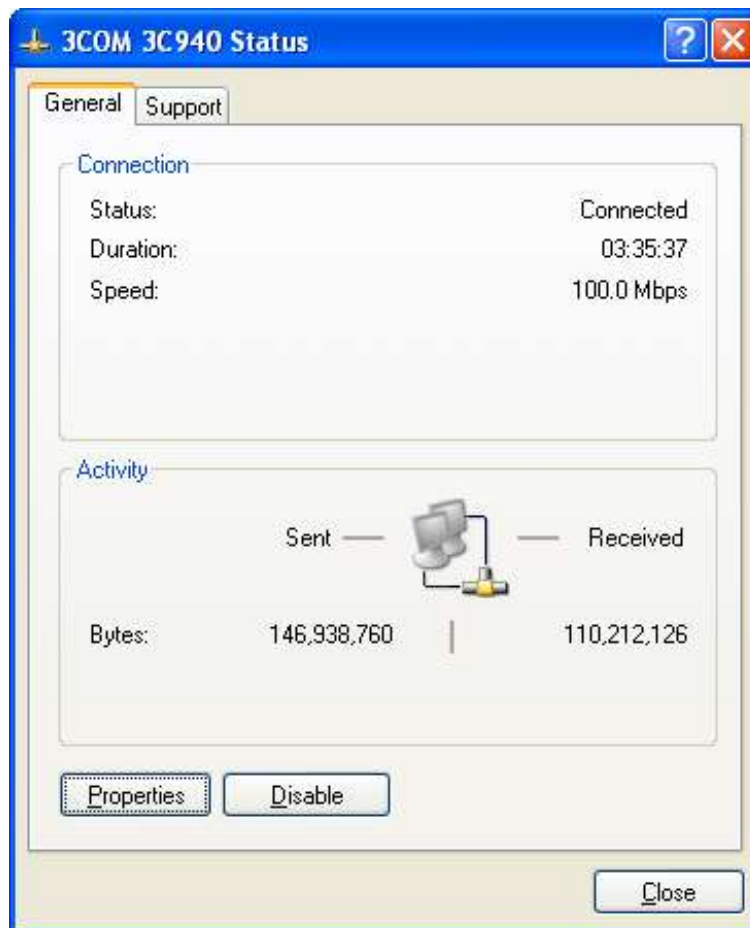 3COM 3C940 Status
General Support
Connection
Status: Connected
Duration: 03:35:37
Speed: 100.0 Mbps
Activity
Sent Received
Bytes: 146,938,760 110,212,126
Properties Disable
Close